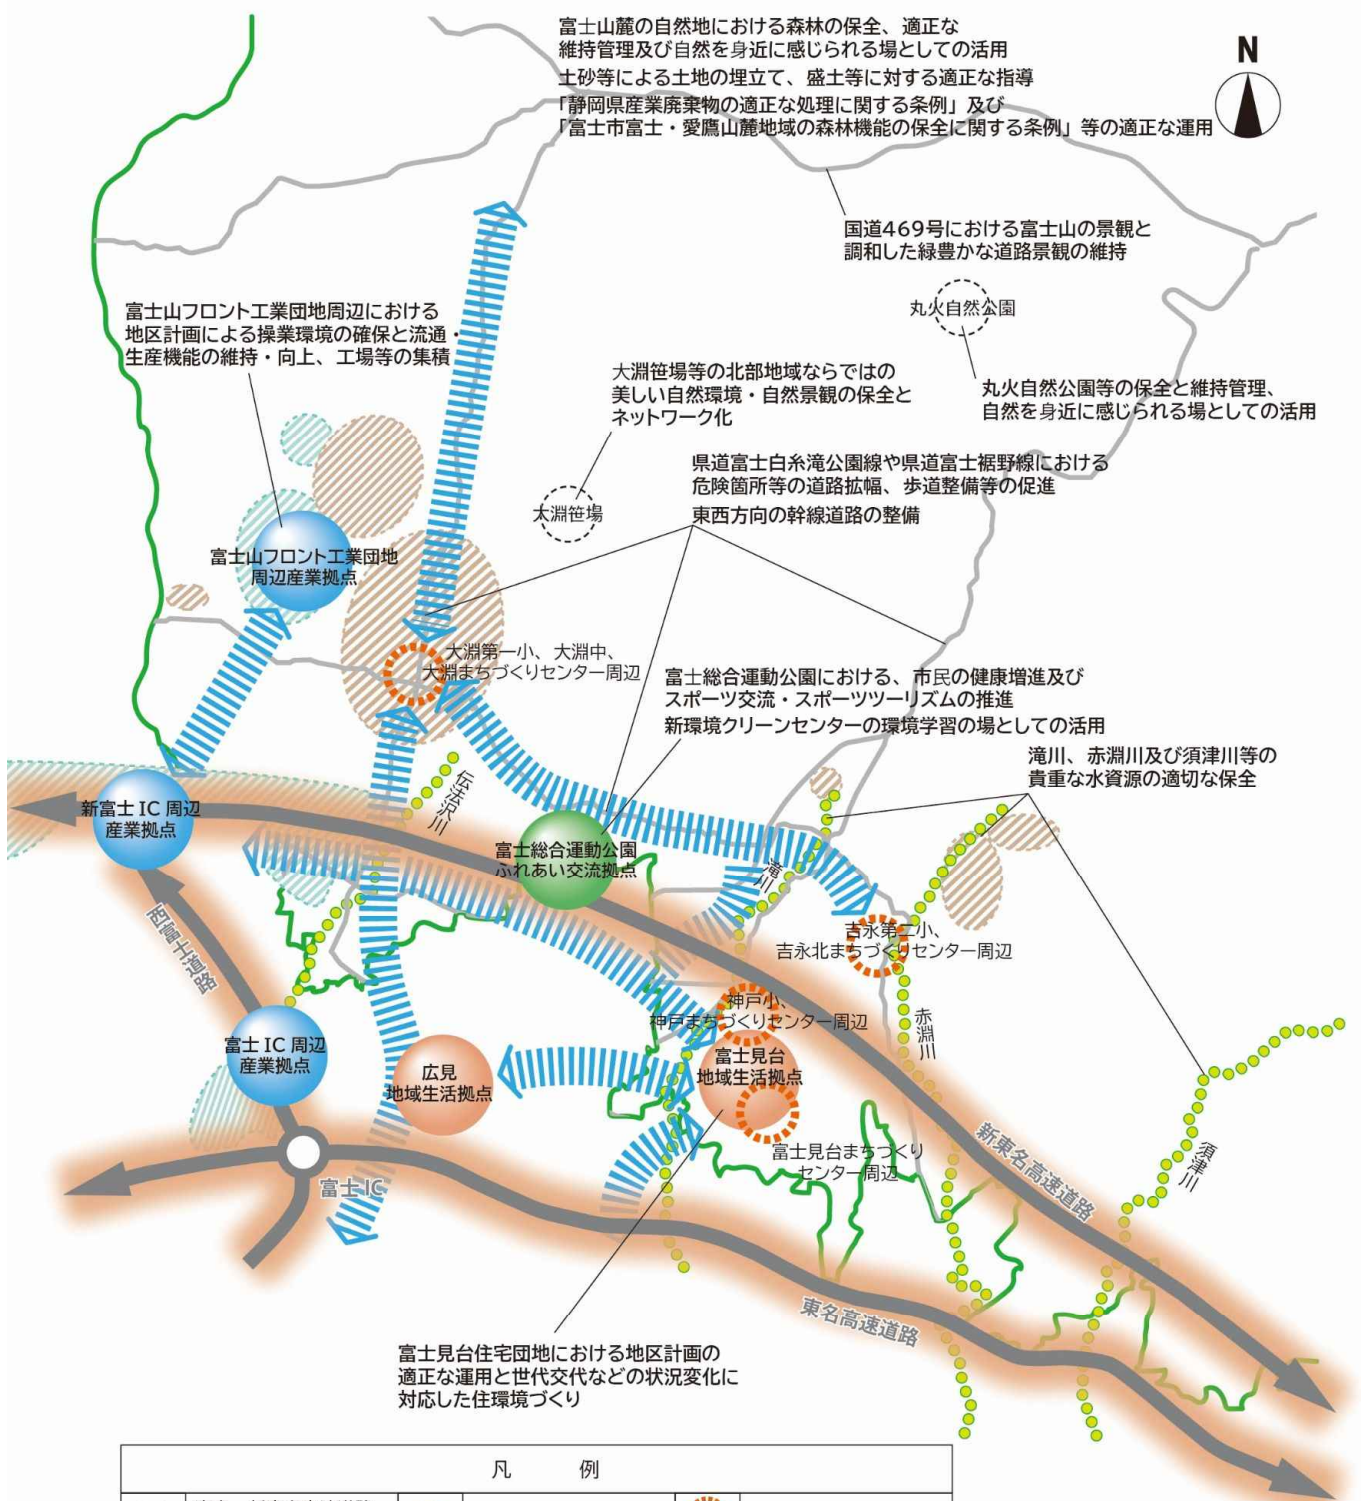 富士山麓の自然地における森林の保全、適正な
維持管理及び自然を身近に感じられる場としての活用
土砂等による土地の埋立て、盛土等に対する適正な指導
「静岡県産業廃棄物の適正な処理に関する条例」及び
「富士市富士・愛鷹山麓地域の森林機能の保全に関する条例」等の適正な運用
N
国道469号における富士山の景観と
調和した緑豊かな道路景観の維持
丸火自然公園
富士山フロント工業団地周辺における
地区計画による操業環境の確保と流通・
生産機能の維持・向上、工場等の集積
大淵笹場等の北部地域ならではの
美しい自然環境・自然景観の保全と
ネットワーク化
丸火自然公園等の保全と維持管理、
自然を身近に感じられる場としての活用
県道富士白糸滝公園線や県道富士裾野線における
危険箇所等の道路拡幅、歩道整備等の促進
東西方向の幹線道路の整備
大淵笹場
富士山フロント工業団地
周辺産業拠点
大淵第一小、大淵中、
大淵まちづくりセンター周辺
富士総合運動公園における、市民の健康増進及び
スポーツ交流・スポーツツーリズムの推進
新環境クリーンセンターの環境学習の場としての活用
滝川、赤淵川及び須津川等の
貴重な水資源の適切な保全
伝法沢川
新富士 IC 周辺
産業拠点
富士総合運動公園
ふれあい交流拠点
滝川
西富士道路
吉永第二小、
吉永北まちづくりセンター周辺
神戸小、
神戸まちづくりセンター周辺
赤淵川
富士 IC 周辺
産業拠点
広見
地域生活拠点
富士見台
地域生活拠点
富士見台まちづくり
センター周辺
新東名高速道路
須津川
富士 IC
東名高速道路
富士見台住宅団地における地区計画の
適正な運用と世代交代などの状況変化に
対応した住環境づくり
凡 例